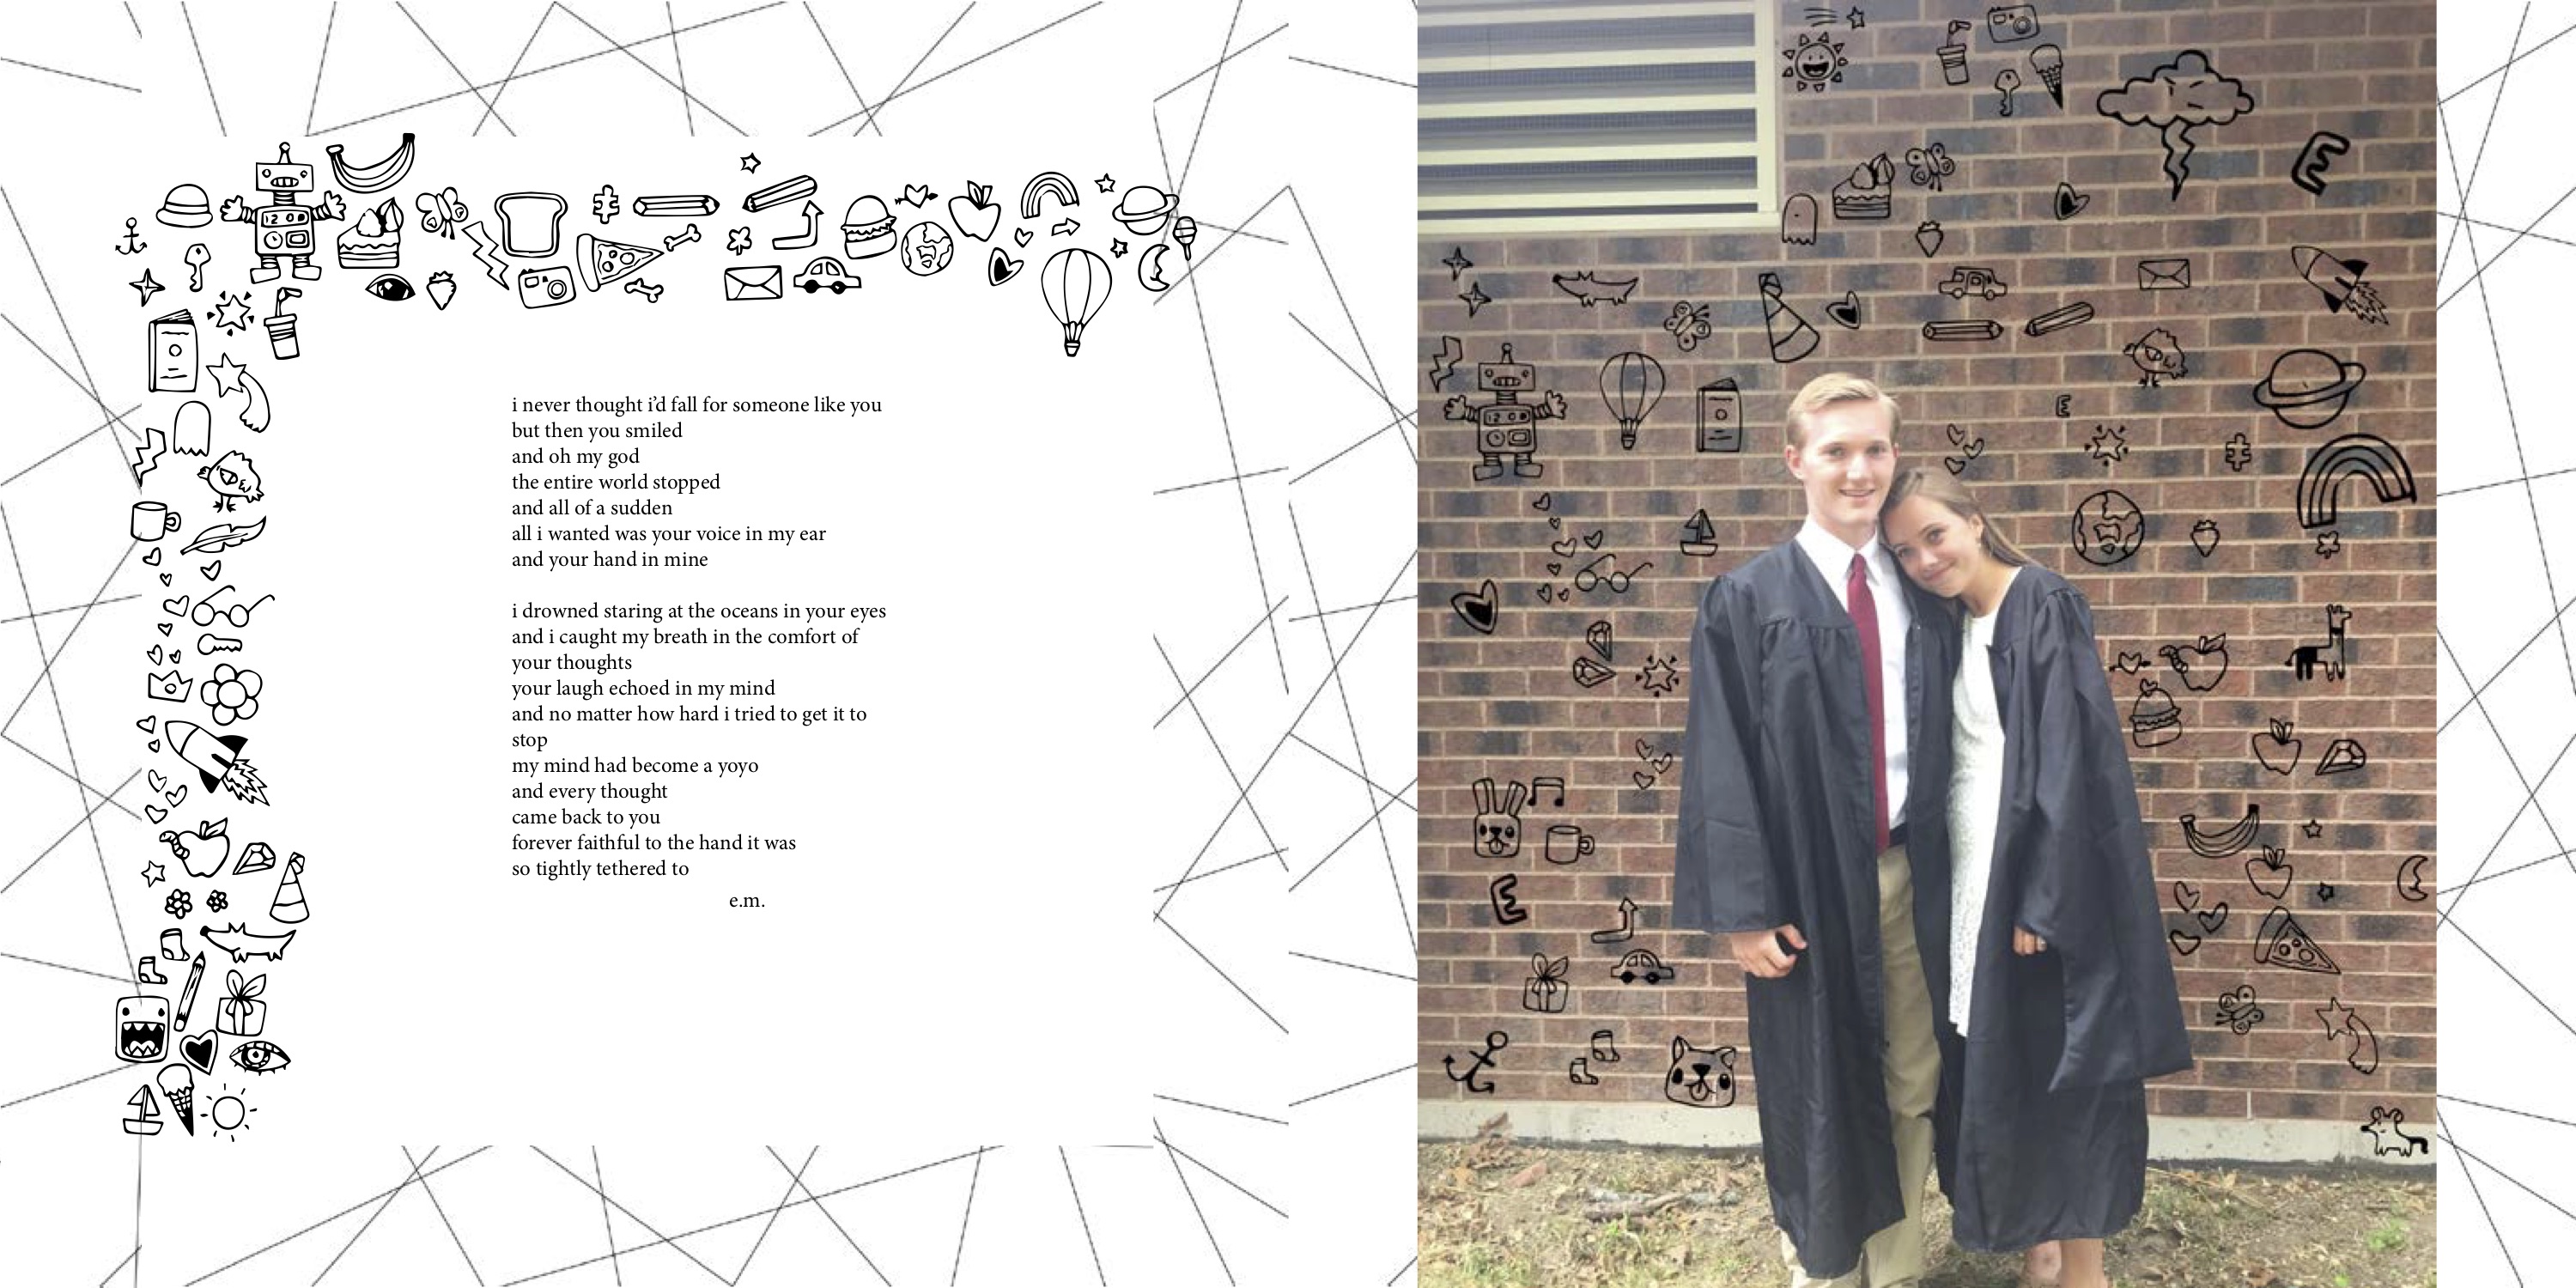 i never thought i'd fall for someone like you
but then you smiled
and oh my god
the entire world stopped
and all of a sudden
all i wanted was your voice in my ear
and your hand in mine
i drowned staring at the oceans in your eyes
and i caught my breath in the comfort of
your thoughts
your laugh echoed in my mind
and no matter how hard i tried to get it to
stop
my mind had become a yoyo
and every thought
came back to you
forever faithful to the hand it was
so tightly tethered to
e.m.
E
E
E